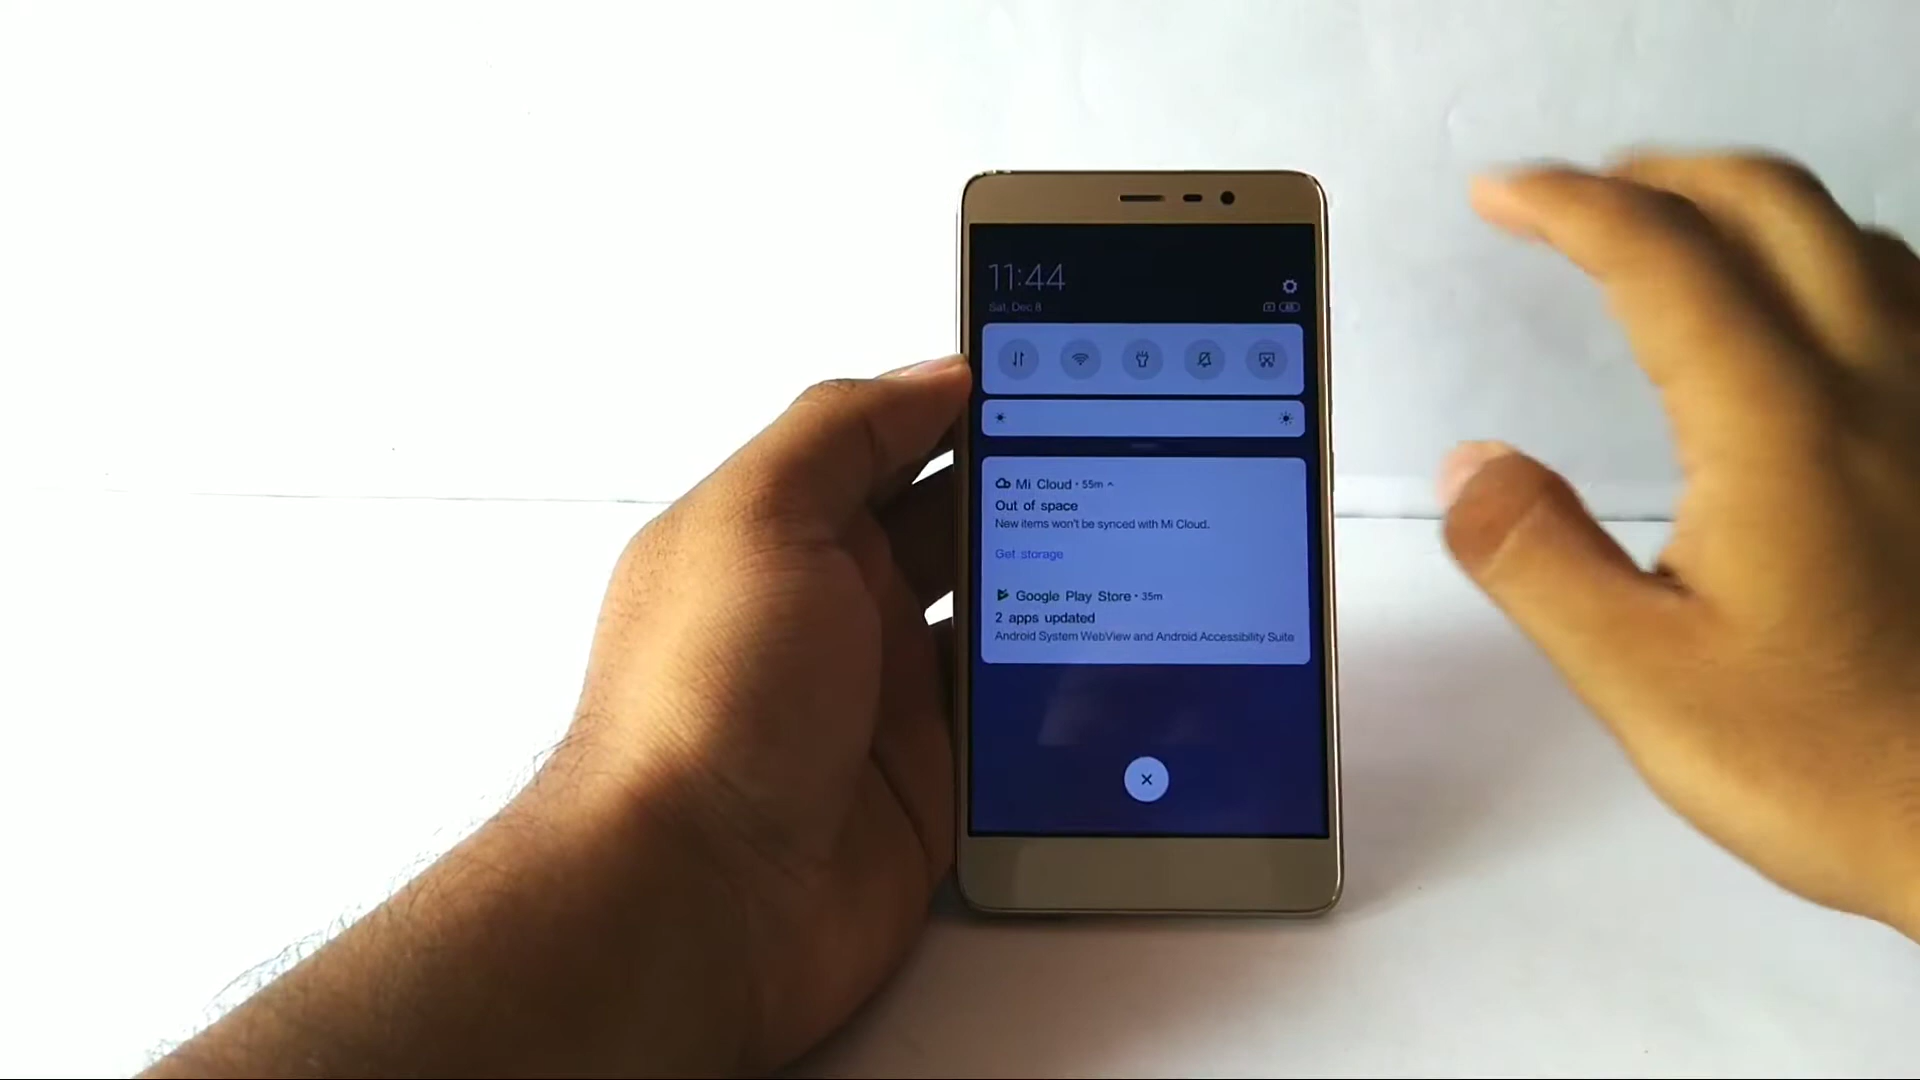 11:44
Sat, Dec 8
Mi Cloud • 55m
Out of space
New items won't be synced with Mi Cloud.
Get storage
Google Play Store • 35m
2 apps updated
Android System WebView and Android Accessibility Suite